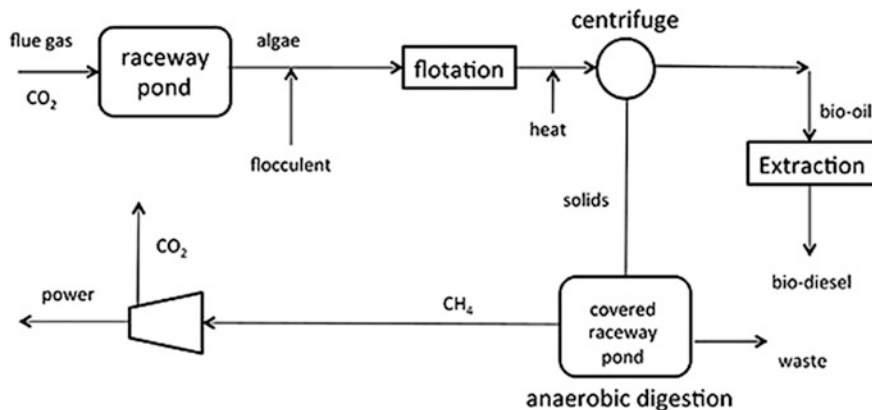 centrifuge
flue gas
algae
raceway
pond
flotation
CO₂
heat
bio-oil
flocculent
Extraction
solids
CO₂
bio-diesel
power
CH₄
covered
raceway
pond
waste
anaerobic digestion